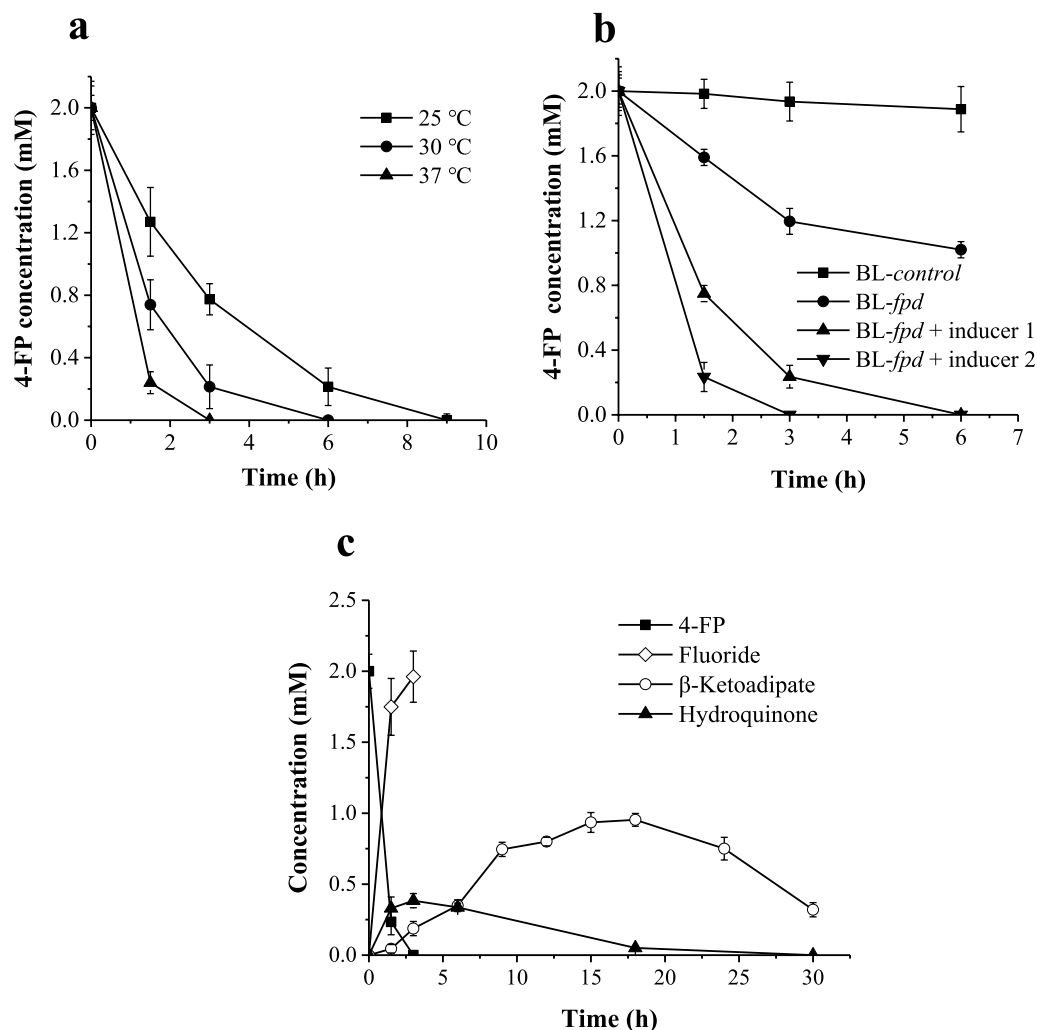 a
4-FP concentration (mM)
2.0
1.6
1.2
0.8
0.4
0.0
0 2 4 6 8 10
Time (h)
25 °C
30 °C
37 °C
b
4-FP concentration (mM)
2.0
1.6
1.2
0.8
0.4
0.0
0 1 2 3 4 5 6 7
Time (h)
BL-control
BL-fpd
BL-fpd + inducer 1
BL-fpd + inducer 2
c
Concentration (mM)
2.5
2.0
1.5
1.0
0.5
0.0
0 5 10 15 20 25 30
Time (h)
4-FP
Fluoride
β-Ketoadipate
Hydroquinone